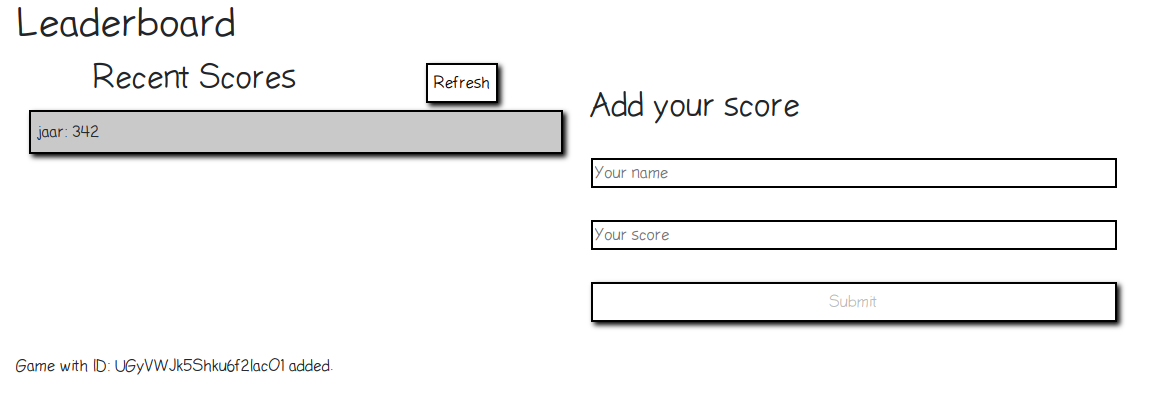 Leaderboard
Recent Scores
Refresh
jaar: 342
Add your score
Your name
Your score
Submit
Game with ID: UGyVWJk5Shku6f2lacO1 added.